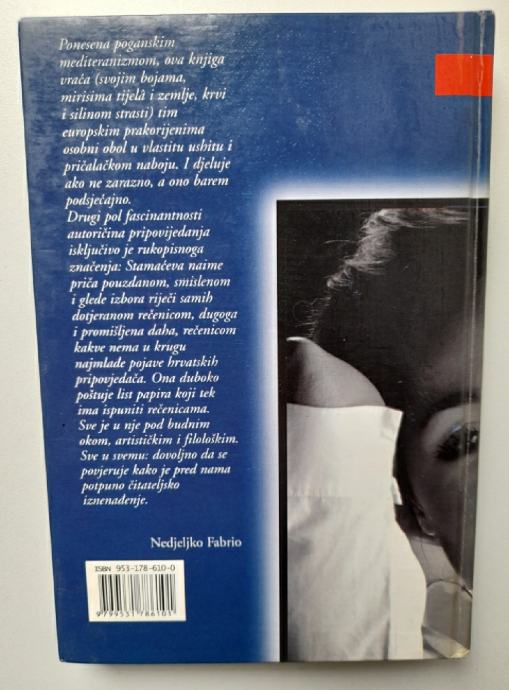 Ponesena poganskim
mediteranizmom, ova knjiga
vraća (svojim bojama,
mirisima tijelâ i zemlje, krvi
i silinom strasti) tim
europskim prakorijenima
osobni obol u vlastitu ushitu i
pričalačkom naboju. I djeluje
ako ne zarazno, a ono barem
podsjećajno.
Drugi pol fascinantnosti
autoričina pripovijedanja
isključivo je rukopisnoga
značenja: Stamaćeva naime
priča pouzdanom, smislenom
i glede izbora riječi samih
dotjeranom rečenicom, dugoga
i promišljena daha, rečenicom
kakve nema u krugu
najmlađe pojave hrvatskih
pripovjedača. Ona duboko
poštuje list papira koji tek
ima ispuniti rečenicama.
Sve je u nje pod budnim
okom, artističkim i filološkim.
Sve u svemu: dovoljno da se
povjeruje kako je pred nama
potpuno čitateljsko
iznenađenje.
Nedjeljko Fabrio
ISBN 953-178-610-0
9799531786103